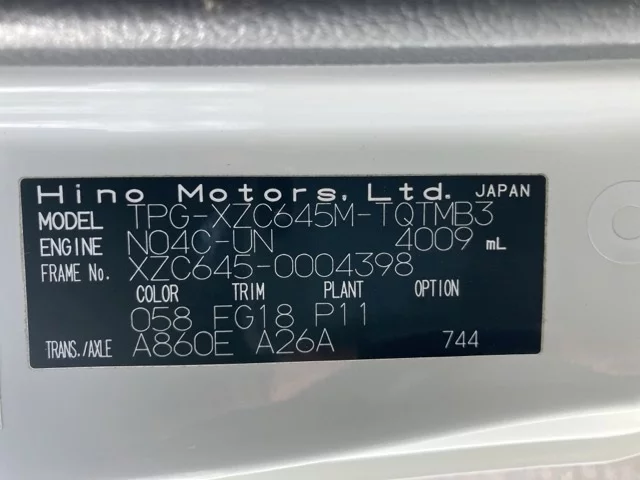 Hino Motors, Ltd. JAPAN
MODEL TPG-XZC645M-TQTMB3
ENGINE N04C-UN 4009 mL
FRAME No. XZC645-0004398
COLOR TRIM PLANT OPTION
058 FG18 P11
TRANS./AXLE A860E A26A 744